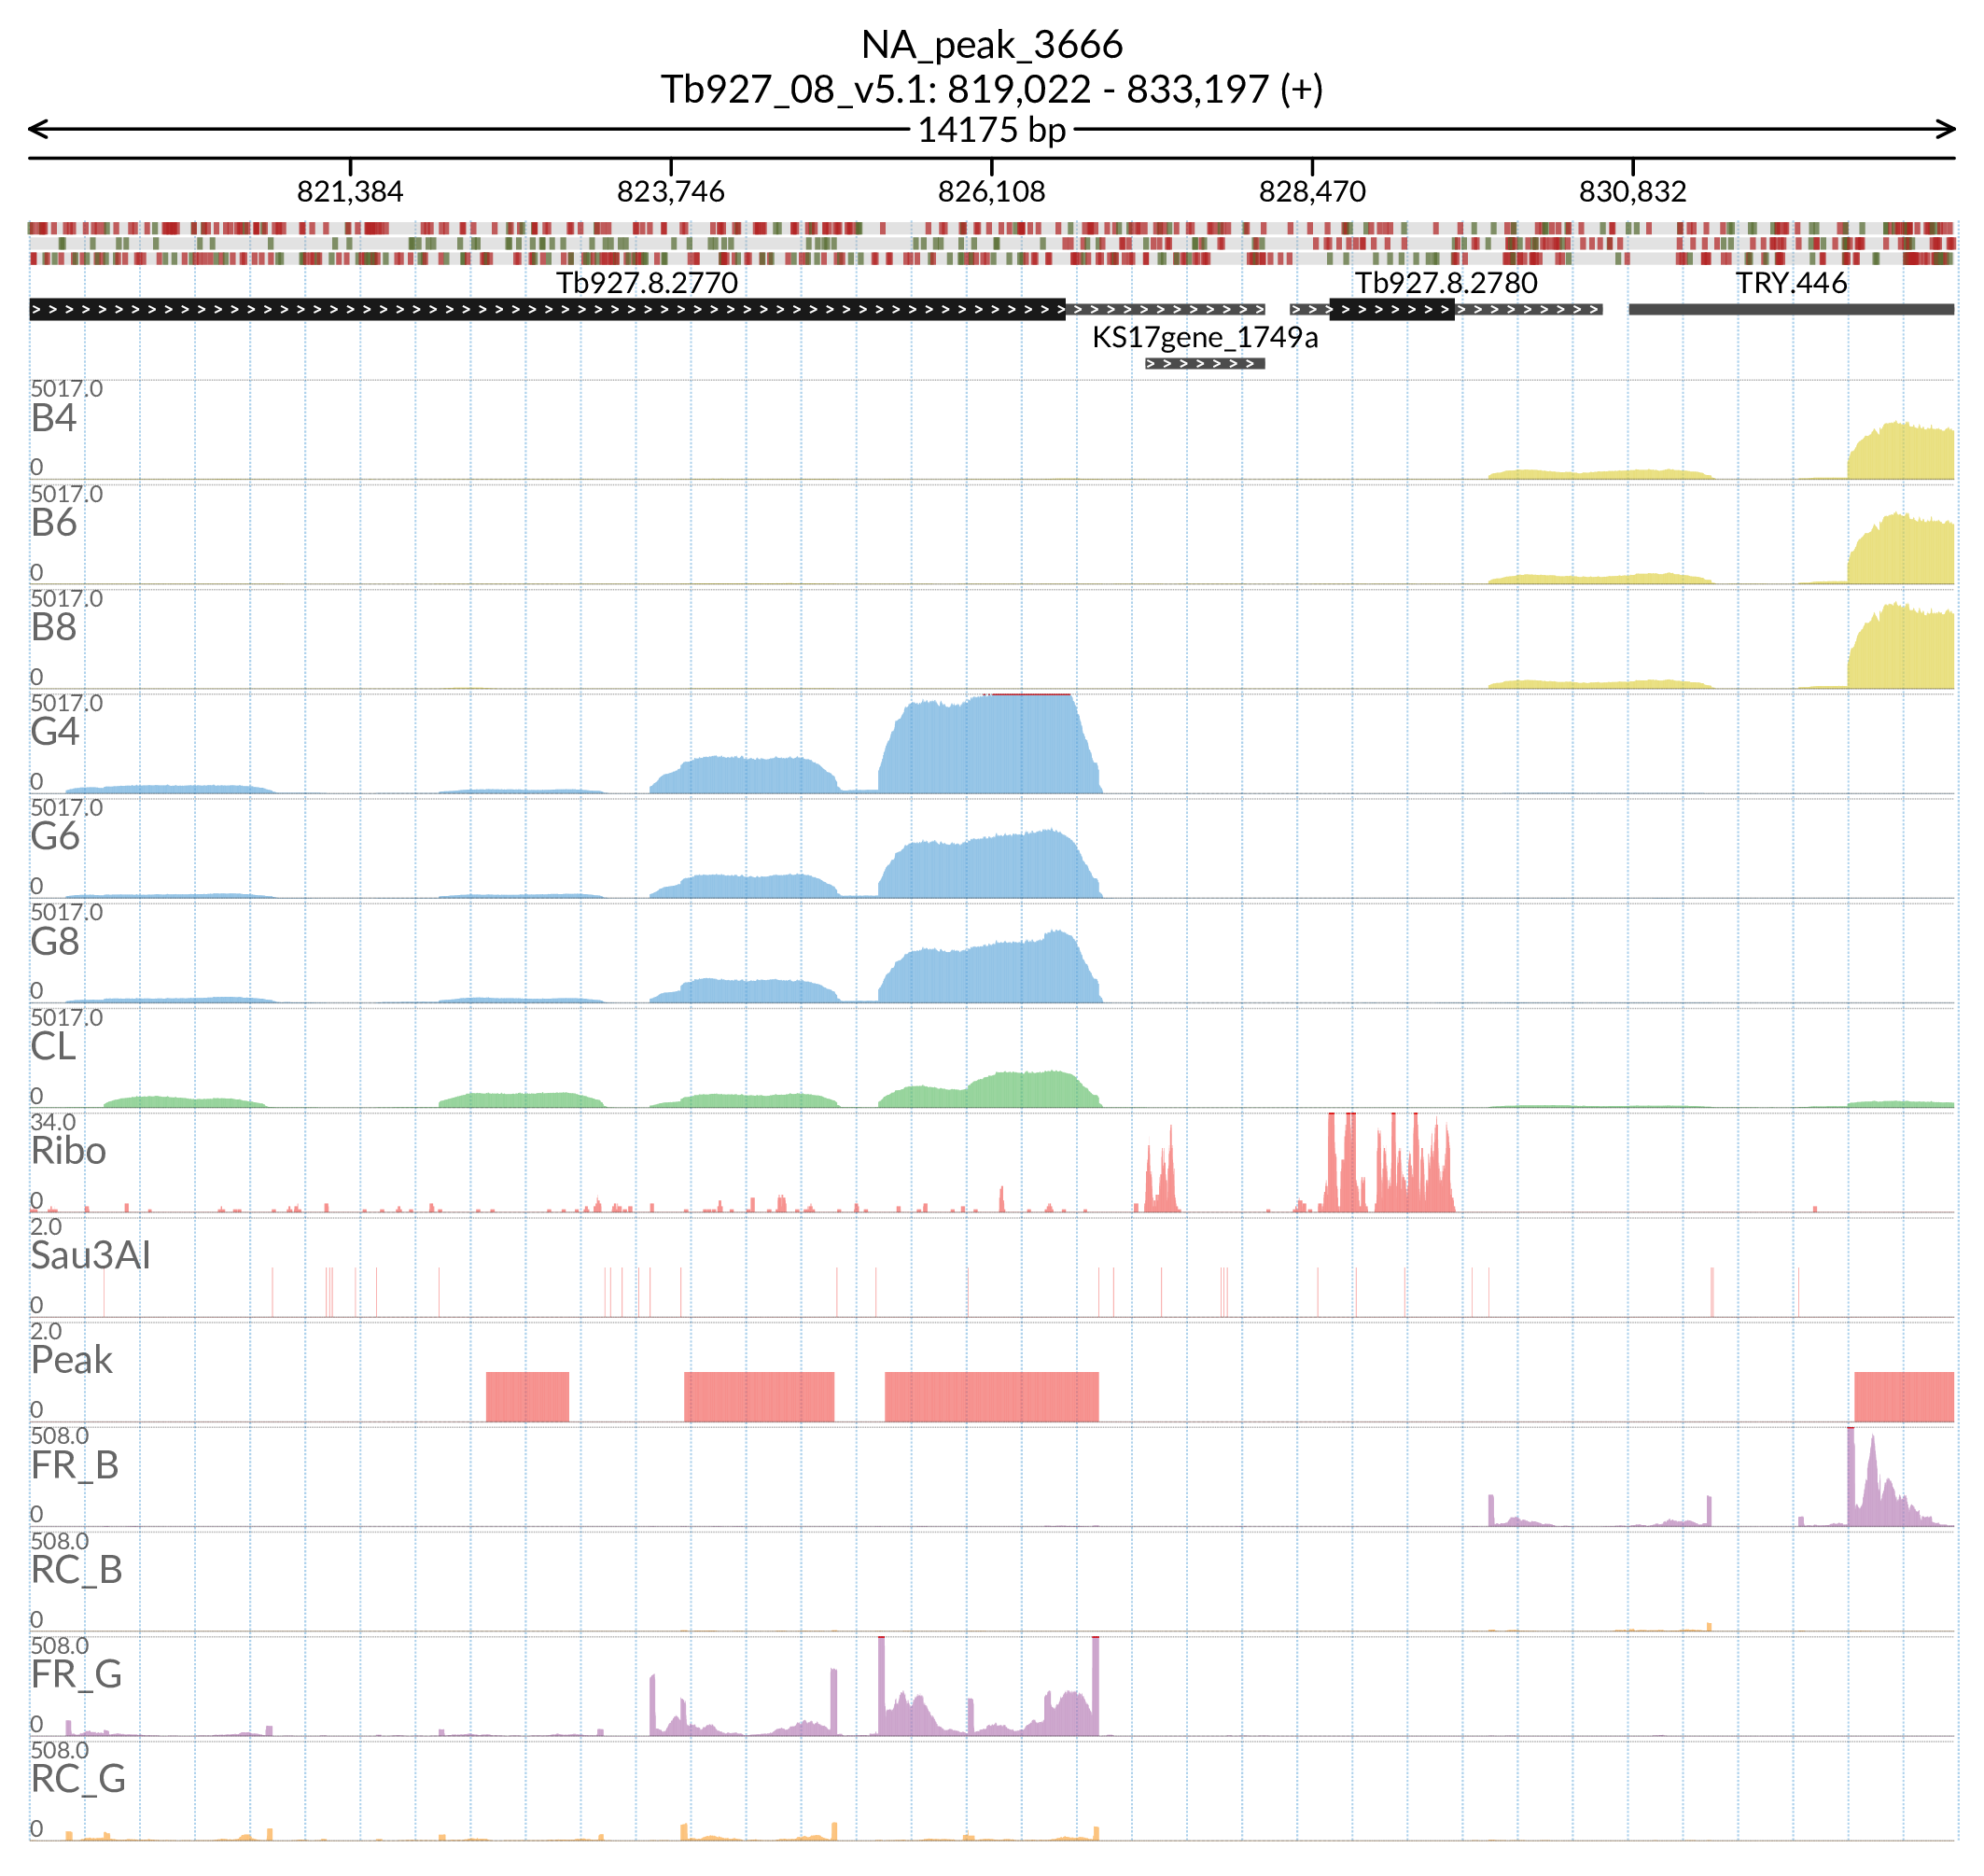 NA_peak_3666
Tb927_08_v5.1: 819,022 - 833,197 (+)
14175 bp
821,384 823,746 826,108 828,470 830,832
Tb927.8.2770 Tb927.8.2780 TRY.446
KS17gene_1749a
5017.0
B4
0
5017.0
B6
0
5017.0
B8
0
5017.0
G4
0
5017.0
G6
0
5017.0
G8
0
5017.0
CL
0
34.0
Ribo
0
2.0
Sau3AI
0
2.0
Peak
0
508.0
FR_B
0
508.0
RC_B
0
508.0
FR_G
0
508.0
RC_G
0